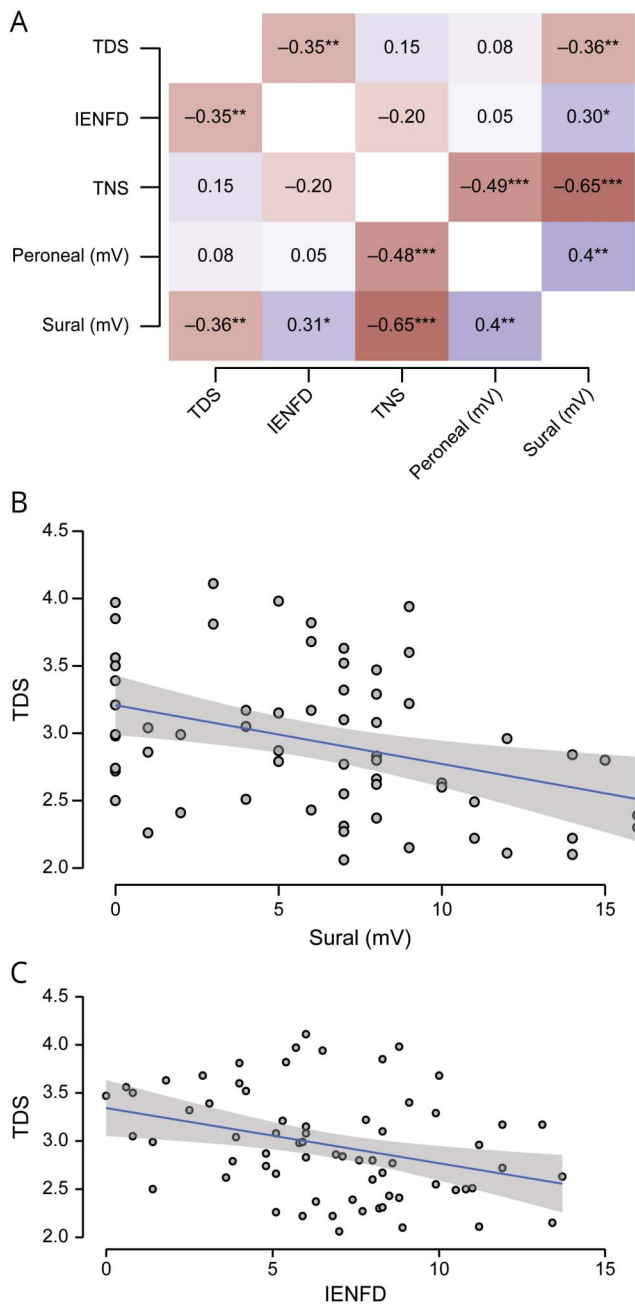 A
TDS −0.35** 0.15 0.08 −0.36**
IENFD −0.35** −0.20 0.05 0.30*
TNS 0.15 −0.20 −0.49*** −0.65***
Peroneal (mV) 0.08 0.05 −0.48*** 0.4**
Sural (mV) −0.36** 0.31* −0.65*** 0.4**
TDS IENFD TNS Peroneal (mV) Sural (mV)
B
4.5
4.0
3.5
3.0
2.5
2.0
TDS
0 5 10 15
Sural (mV)
C
4.5
4.0
3.5
3.0
2.5
2.0
TDS
0 5 10 15
IENFD